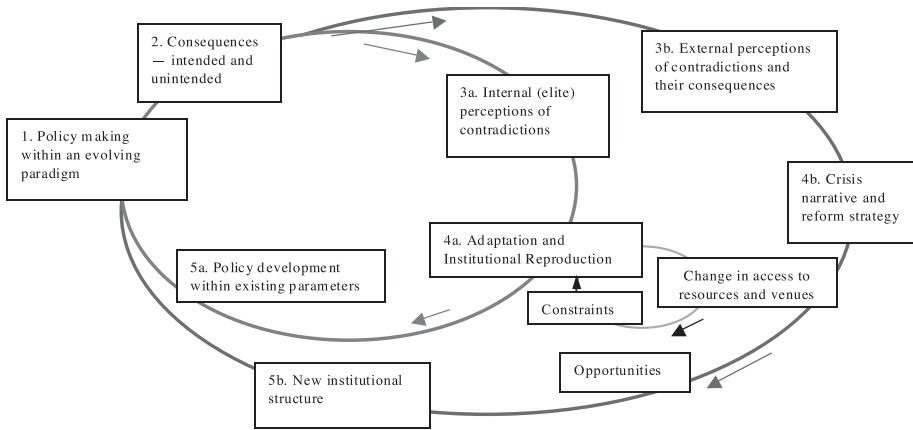 2. Consequences
— intended and
unintended
3b. External perceptions
of contradictions and
their consequences
3a. Internal (elite)
perceptions of
contradictions
1. Policy making
within an evolving
paradigm
4b. Crisis
narrative and
reform strategy
4a. Adaptation and
Institutional Reproduction
5a. Policy development
within existing parameters
Change in access to
resources and venues
Constraints
Opportunities
5b. New institutional
structure